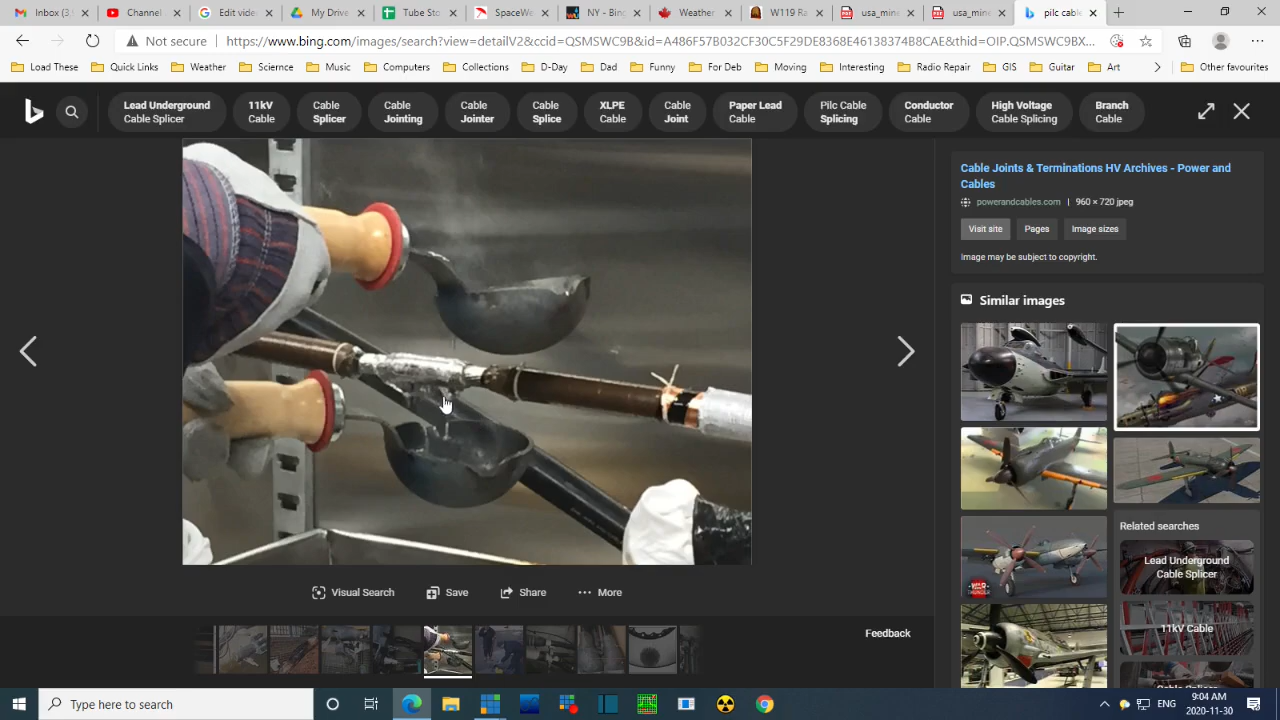 Inbox (3
Channel
Edit vide
My Drive
Tube Sto
SpaceWe
NY - Bin
Weather
W119 Ra
usa_mine
usa_mine
pilc cable
Not secure
https://www.bing.com/images/search?view=detailV2&ccid=QSMSWC9B&id=A486F57B032CF30C5F29DE8368E46138374B8CAE&thid=OIP.QSMSWC9BX...
Load These
Quick Links
Weather
Science
Music
Computers
Collections
D-Day
Dad
Funny
For Deb
Moving
Interesting
Radio Repair
GIS
Guitar
Art
Other favourites
Lead Underground
Cable Splicer
11kV
Cable
Cable
Splicer
Cable
Jointing
Cable
Jointer
Cable
Splice
XLPE
Cable
Cable
Joint
Paper Lead
Cable
Pilc Cable
Splicing
Conductor
Cable
High Voltage
Cable Splicing
Branch
Cable
Cable Joints & Terminations HV Archives - Power and
Cables
powerandcables.com | 960 × 720 jpeg
Visit site
Pages
Image sizes
Image may be subject to copyright.
Similar images
Related searches
Lead Underground
Cable Splicer
11kV Cable
Visual Search
Save
Share
More
Feedback
Type here to search
ENG
9:04 AM
2020-11-30